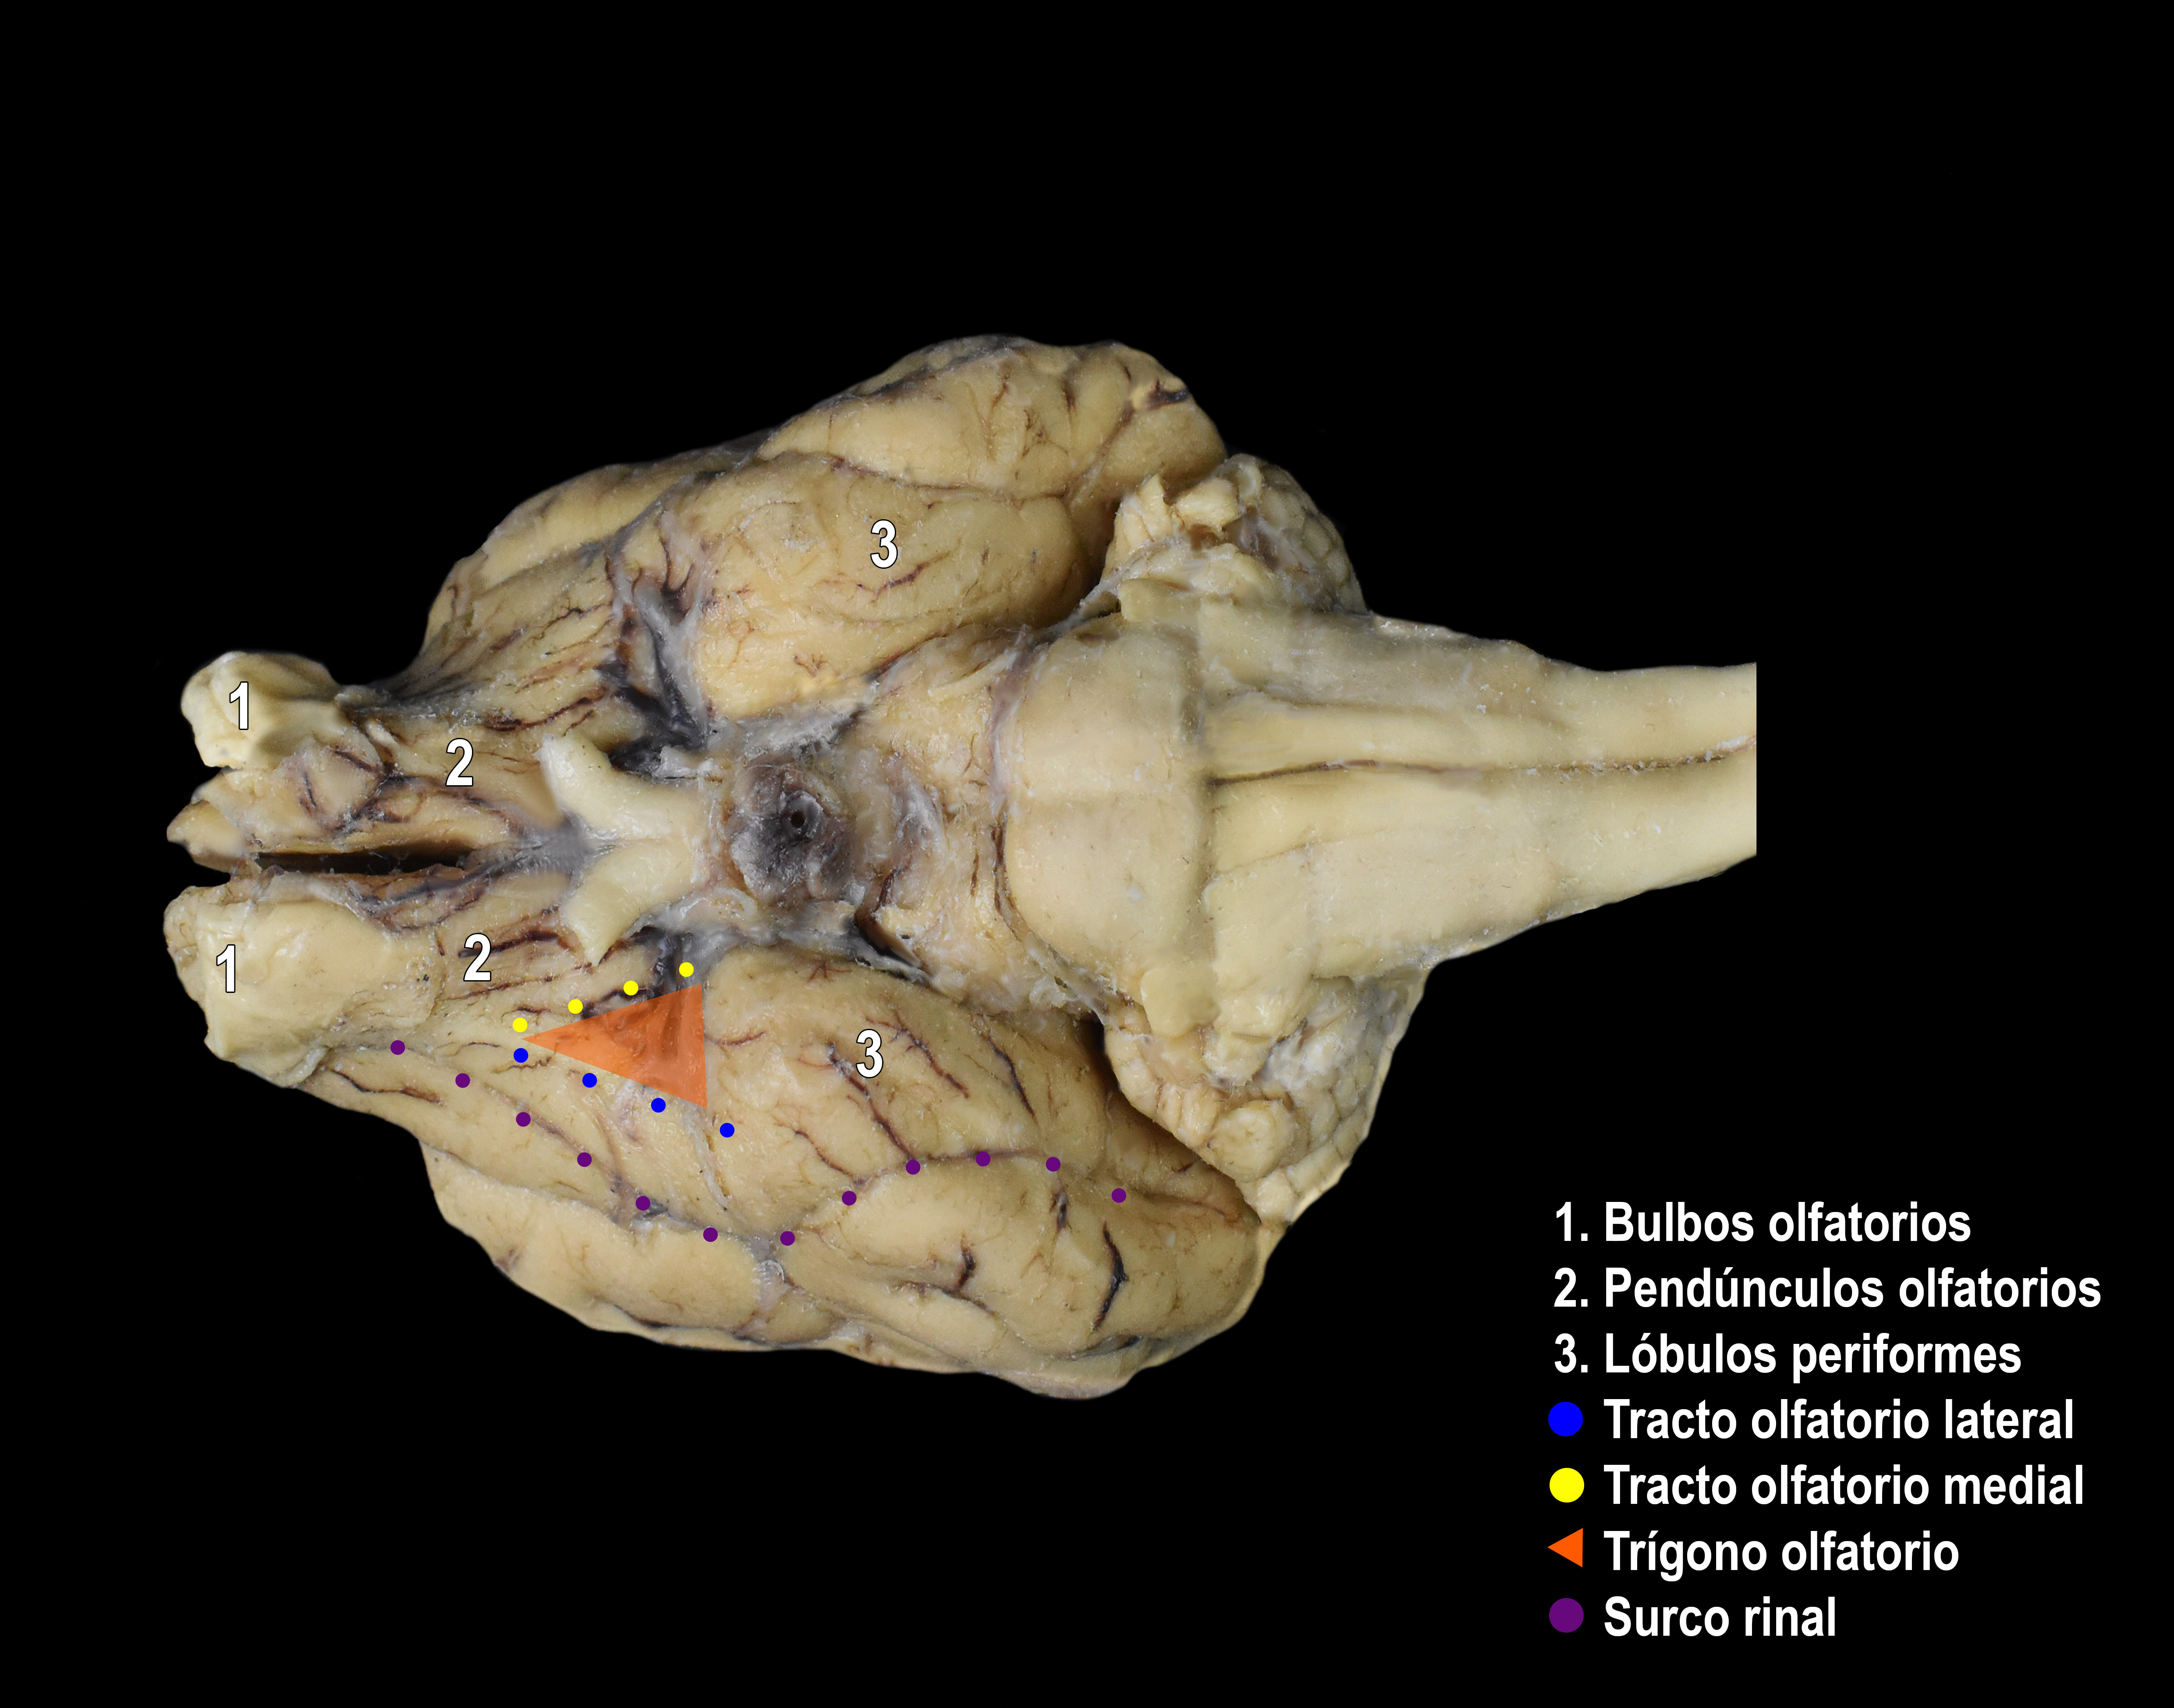 3
1
2
2
1
3
1. Bulbos olfatorios
2. Pendúnculos olfatorios
3. Lóbulos periformes
Tracto olfatorio lateral
Tracto olfatorio medial
Trígono olfatorio
Surco rinal